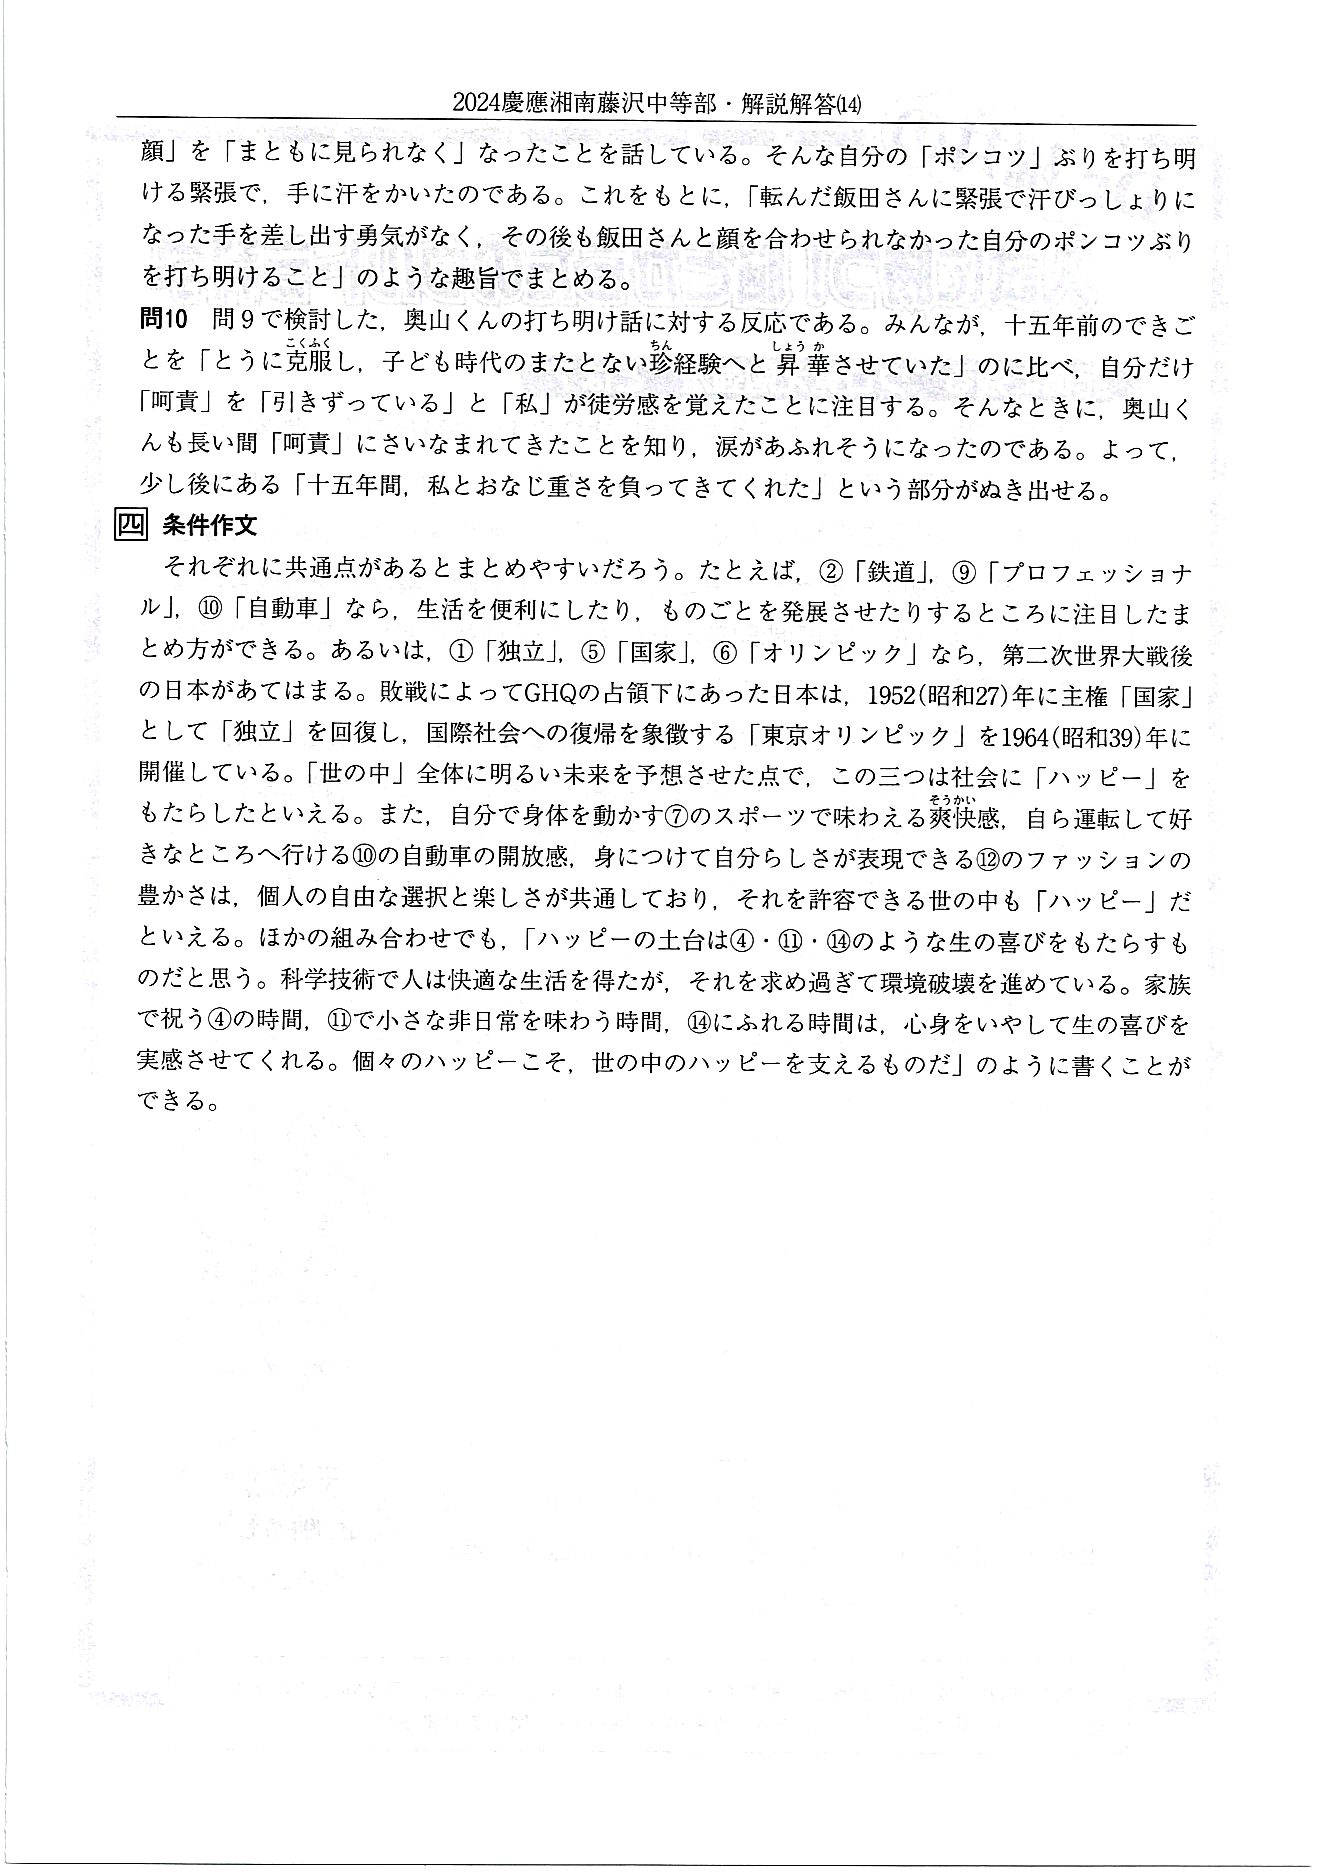 2024慶應湘南藤沢中等部・解説解答⒁
顔」を「まともに見られなく」なったことを話している。そんな自分の「ポンコツ」ぶりを打ち明
ける緊張で，手に汗をかいたのである。これをもとに，「転んだ飯田さんに緊張で汗びっしょりに
なった手を差し出す勇気がなく，その後も飯田さんと顔を合わせられなかった自分のポンコツぶり
を打ち明けること」のような趣旨でまとめる。
問10　問９で検討した，奥山くんの打ち明け話に対する反応である。みんなが，十五年前のできご
こくふく　ちん　しょうか
とを「とうに克服し，子ども時代のまたとない珍経験へと昇華させていた」のに比べ，自分だけ
「呵責」を「引きずっている」と「私」が徒労感を覚えたことに注目する。そんなときに，奥山く
んも長い間「呵責」にさいなまれてきたことを知り，涙があふれそうになったのである。よって，
少し後にある「十五年間，私とおなじ重さを負ってきてくれた」という部分がぬき出せる。
四　条件作文
それぞれに共通点があるとまとめやすいだろう。たとえば，②「鉄道」，⑨「プロフェッショナ
ル」，⑩「自動車」なら，生活を便利にしたり，ものごとを発展させたりするところに注目したま
とめ方ができる。あるいは，①「独立」，⑤「国家」，⑥「オリンピック」なら，第二次世界大戦後
の日本があてはまる。敗戦によってGHQの占領下にあった日本は，1952(昭和27)年に主権「国家」
として「独立」を回復し，国際社会への復帰を象徴する「東京オリンピック」を1964(昭和39)年に
開催している。「世の中」全体に明るい未来を予想させた点で，この三つは社会に「ハッピー」を
そうかい
もたらしたといえる。また，自分で身体を動かす⑦のスポーツで味わえる爽快感，自ら運転して好
きなところへ行ける⑩の自動車の開放感，身につけて自分らしさが表現できる⑫のファッションの
豊かさは，個人の自由な選択と楽しさが共通しており，それを許容できる世の中も「ハッピー」だ
といえる。ほかの組み合わせでも，「ハッピーの土台は④・⑪・⑭のような生の喜びをもたらすも
のだと思う。科学技術で人は快適な生活を得たが，それを求め過ぎて環境破壊を進めている。家族
で祝う④の時間，⑪で小さな非日常を味わう時間，⑭にふれる時間は，心身をいやして生の喜びを
実感させてくれる。個々のハッピーこそ，世の中のハッピーを支えるものだ」のように書くことが
できる。